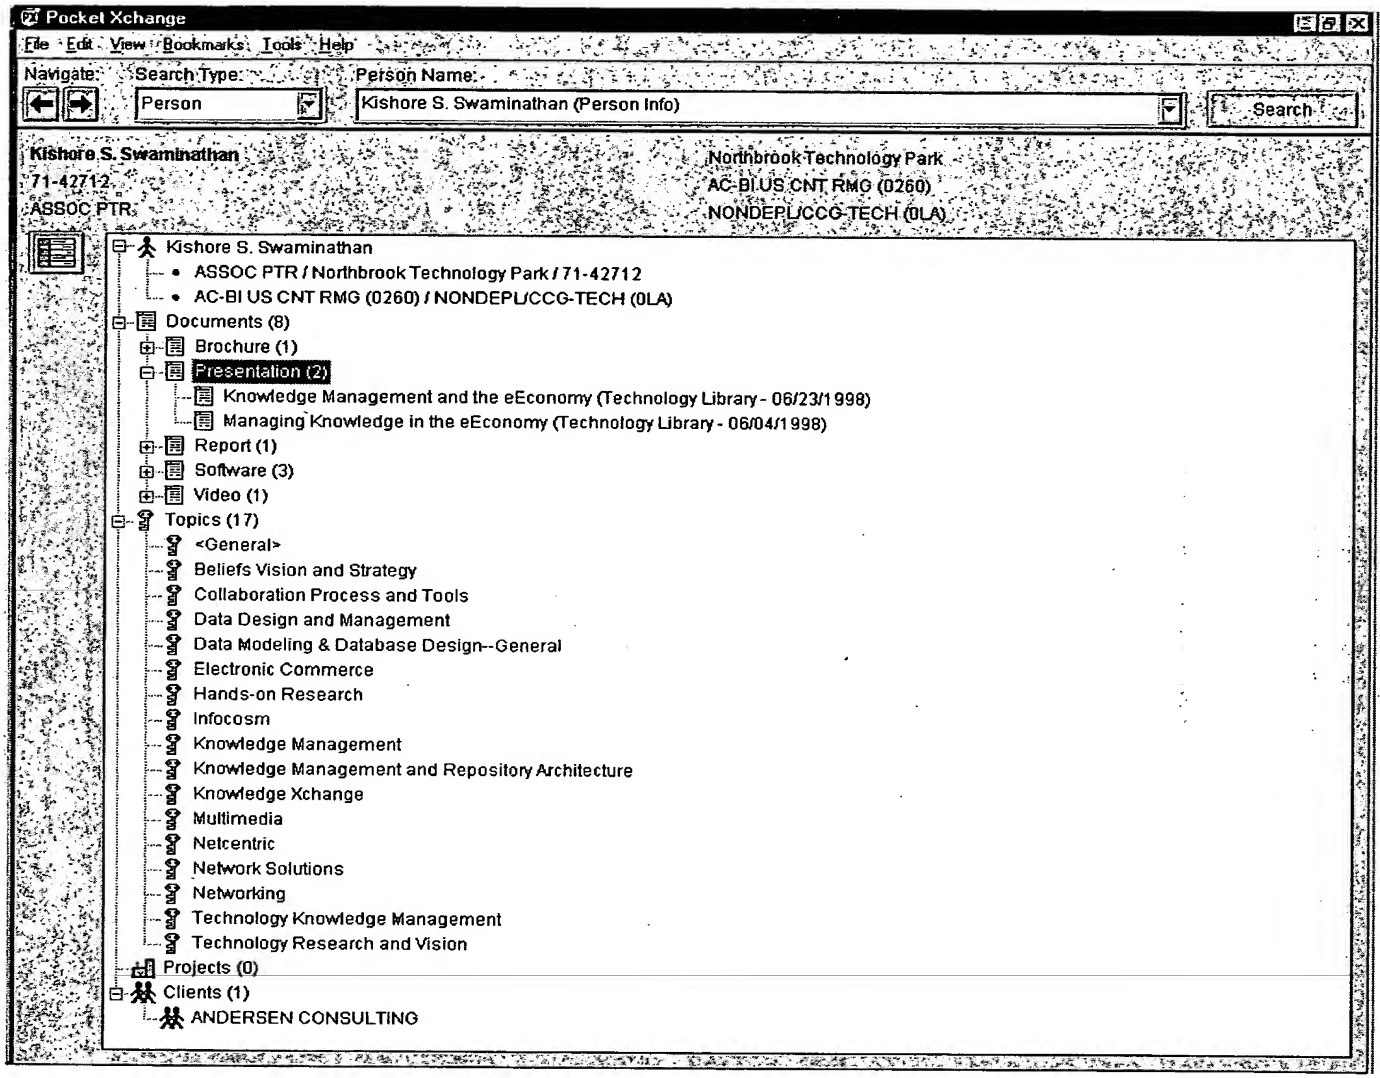 Pocket Xchange
File Edit View Bookmarks Tools Help
Navigate: Search Type: Person Name:
Person Kishore S. Swaminathan (Person Info) Search
Kishore S. Swaminathan Northbrook Technology Park
71-42712 AC-BI US CNT RMG (0260)
ASSOC PTR NONDEPL/CCG-TECH (0LA)
Kishore S. Swaminathan
• ASSOC PTR / Northbrook Technology Park / 71-42712
• AC-BI US CNT RMG (0260) / NONDEPL/CCG-TECH (0LA)
Documents (8)
Brochure (1)
Presentation (2)
Knowledge Management and the eEconomy (Technology Library - 06/23/1998)
Managing Knowledge in the eEconomy (Technology Library - 06/04/1998)
Report (1)
Software (3)
Video (1)
Topics (17)
<General>
Beliefs Vision and Strategy
Collaboration Process and Tools
Data Design and Management
Data Modeling & Database Design--General
Electronic Commerce
Hands-on Research
Infocosm
Knowledge Management
Knowledge Management and Repository Architecture
Knowledge Xchange
Multimedia
Netcentric
Network Solutions
Networking
Technology Knowledge Management
Technology Research and Vision
Projects (0)
Clients (1)
ANDERSEN CONSULTING